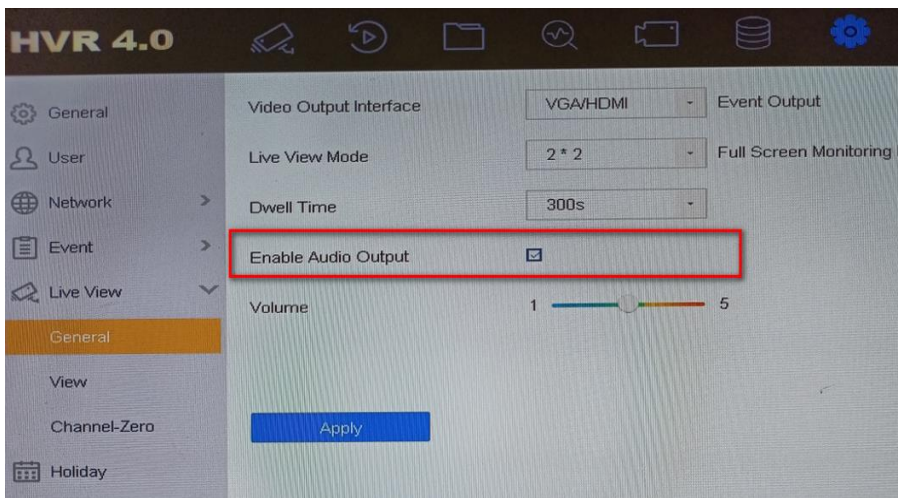 HVR 4.0
General
User
Network
Event
Live View
General
View
Channel-Zero
Holiday
Video Output Interface VGA/HDMI Event Output
Live View Mode 2 * 2 Full Screen Monitoring
Dwell Time 300s
Enable Audio Output
Volume 1 5
Apply